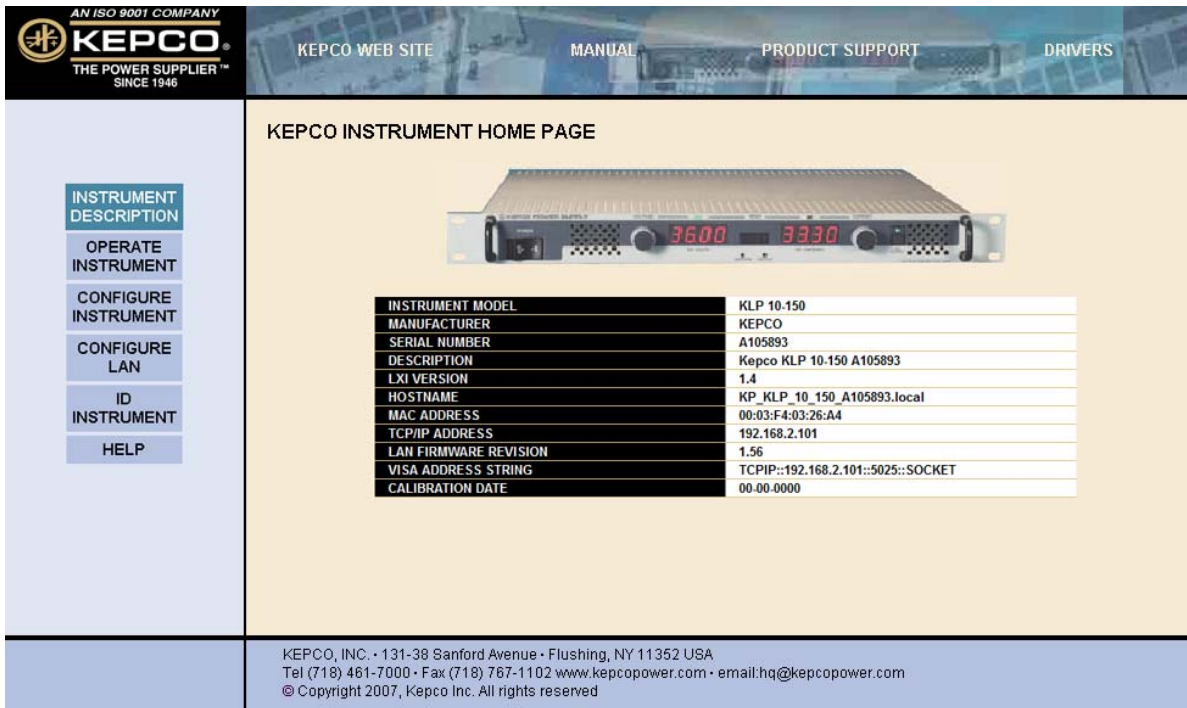 AN ISO 9001 COMPANY
KEPCO®
THE POWER SUPPLIER™
SINCE 1946
KEPCO WEB SITE MANUAL PRODUCT SUPPORT DRIVERS
KEPCO INSTRUMENT HOME PAGE
INSTRUMENT
DESCRIPTION
OPERATE
INSTRUMENT
CONFIGURE
INSTRUMENT
CONFIGURE
LAN
ID
INSTRUMENT
HELP
KEPCO POWER SUPPLY
POWER
36.00 33.30
INSTRUMENT MODEL KLP 10-150
MANUFACTURER KEPCO
SERIAL NUMBER A105893
DESCRIPTION Kepco KLP 10-150 A105893
LXI VERSION 1.4
HOSTNAME KP_KLP_10_150_A105893.local
MAC ADDRESS 00:03:F4:03:26:A4
TCP/IP ADDRESS 192.168.2.101
LAN FIRMWARE REVISION 1.56
VISA ADDRESS STRING TCPIP::192.168.2.101::5025::SOCKET
CALIBRATION DATE 00-00-0000
KEPCO, INC. • 131-38 Sanford Avenue • Flushing, NY 11352 USA
Tel (718) 461-7000 • Fax (718) 767-1102 www.kepcopower.com • email:hq@kepcopower.com
© Copyright 2007, Kepco Inc. All rights reserved